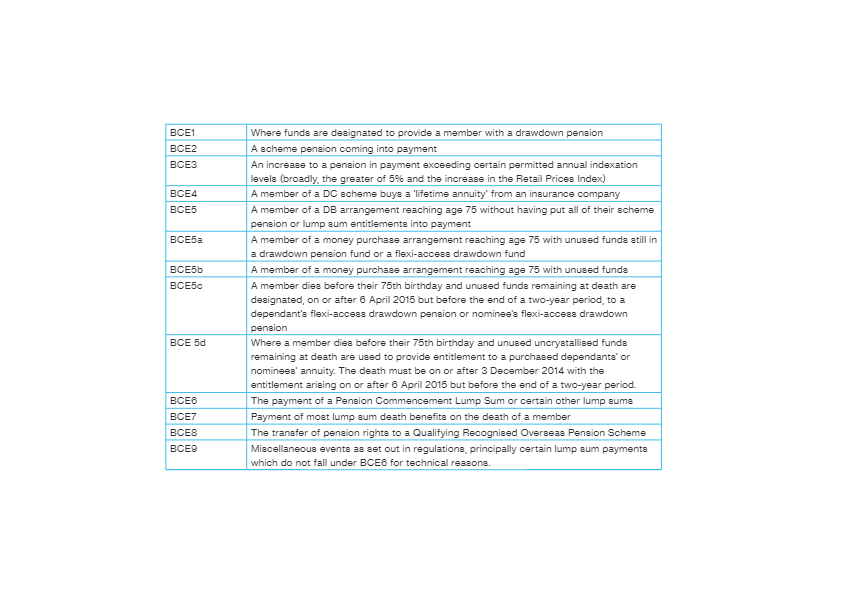 BCE1 Where funds are designated to provide a member with a drawdown pension
BCE2 A scheme pension coming into payment
BCE3 An increase to a pension in payment exceeding certain permitted annual indexation
levels (broadly, the greater of 5% and the increase in the Retail Prices Index)
BCE4 A member of a DC scheme buys a 'lifetime annuity' from an insurance company
BCE5 A member of a DB arrangement reaching age 75 without having put all of their scheme
pension or lump sum entitlements into payment
BCE5a A member of a money purchase arrangement reaching age 75 with unused funds still in
a drawdown pension fund or a flexi-access drawdown fund
BCE5b A member of a money purchase arrangement reaching age 75 with unused funds
BCE5c A member dies before their 75th birthday and unused funds remaining at death are
designated, on or after 6 April 2015 but before the end of a two-year period, to a
dependant's flexi-access drawdown pension or nominee's flexi-access drawdown
pension
BCE 5d Where a member dies before their 75th birthday and unused uncrystallised funds
remaining at death are used to provide entitlement to a purchased dependants' or
nominees' annuity. The death must be on or after 3 December 2014 with the
entitlement arising on or after 6 April 2015 but before the end of a two-year period.
BCE6 The payment of a Pension Commencement Lump Sum or certain other lump sums
BCE7 Payment of most lump sum death benefits on the death of a member
BCE8 The transfer of pension rights to a Qualifying Recognised Overseas Pension Scheme
BCE9 Miscellaneous events as set out in regulations, principally certain lump sum payments
which do not fall under BCE6 for technical reasons.